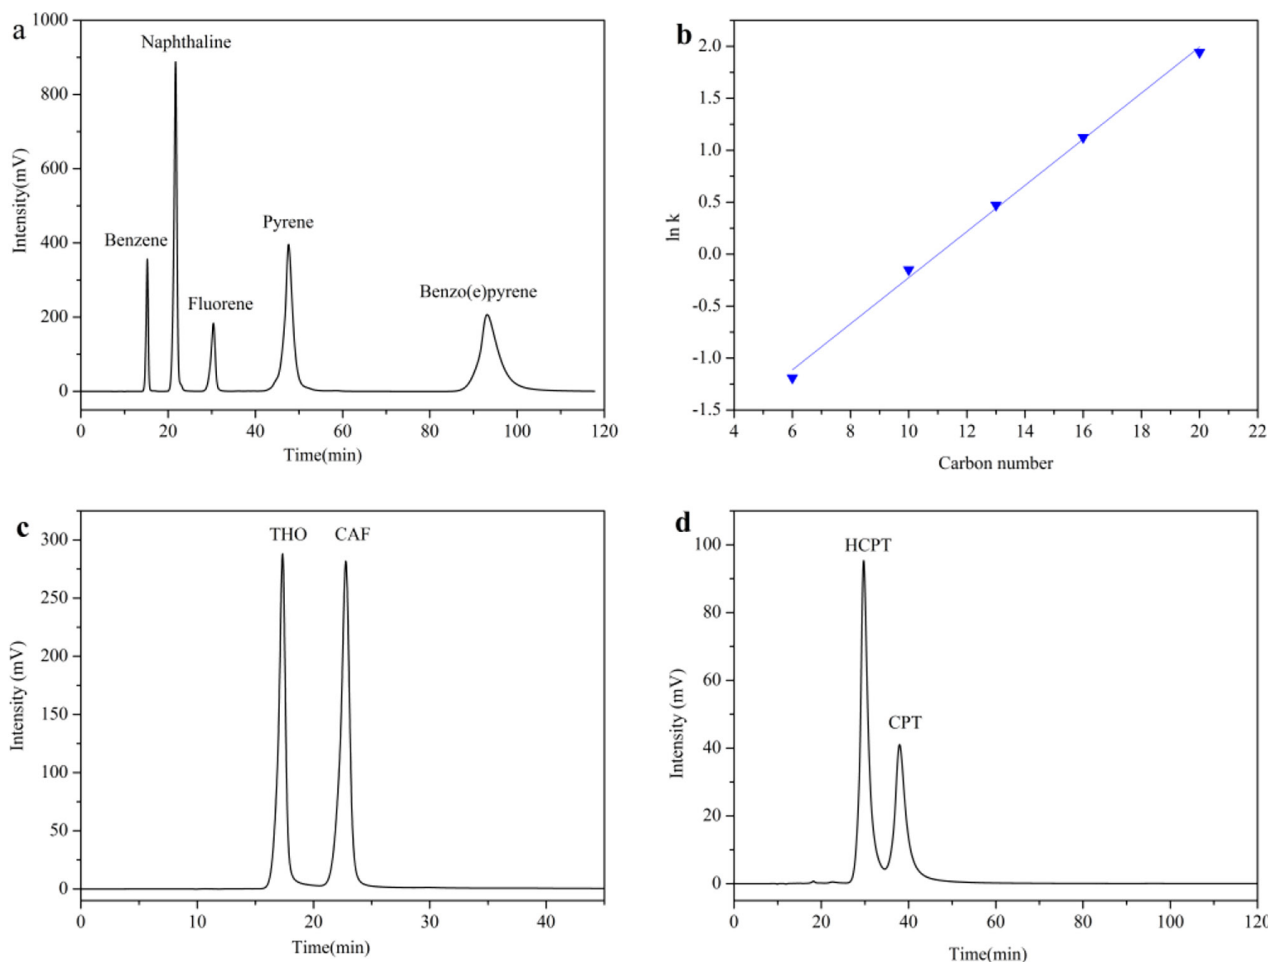 a
1000
800
600
400
200
0
Intensity(mV)
Naphthaline
Benzene
Fluorene
Pyrene
Benzo(e)pyrene
0 20 40 60 80 100 120
Time(min)
b
2.0
1.5
1.0
0.5
0.0
-0.5
-1.0
-1.5
ln k
4 6 8 10 12 14 16 18 20 22
Carbon number
c
300
250
200
150
100
50
0
Intensity (mV)
THO CAF
0 10 20 30 40
Time(min)
d
100
80
60
40
20
0
Intensity (mV)
HCPT
CPT
0 20 40 60 80 100 120
Time(min)